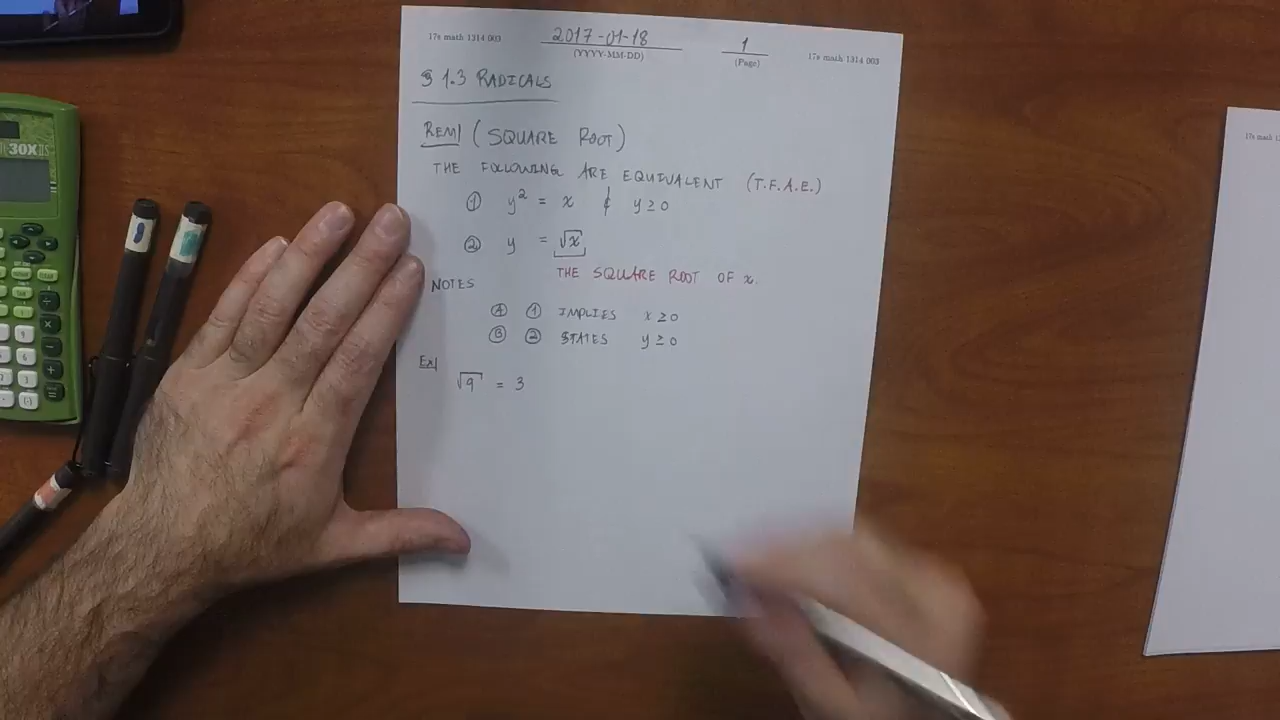 17s math 1314 003 2017-01-18 1 17s math 1314 003
(YYYY-MM-DD) (Page)
§ 1.3 RADICALS
REM (SQUARE ROOT)
THE FOLLOWING ARE EQUIVALENT (T.F.A.E.)
① y² = x & y ≥ 0
② y = √x
THE SQUARE ROOT OF x.
NOTES
Ⓐ ① IMPLIES x ≥ 0
Ⓑ ② STATES y ≥ 0
EX
√9 = 3
30X IIS